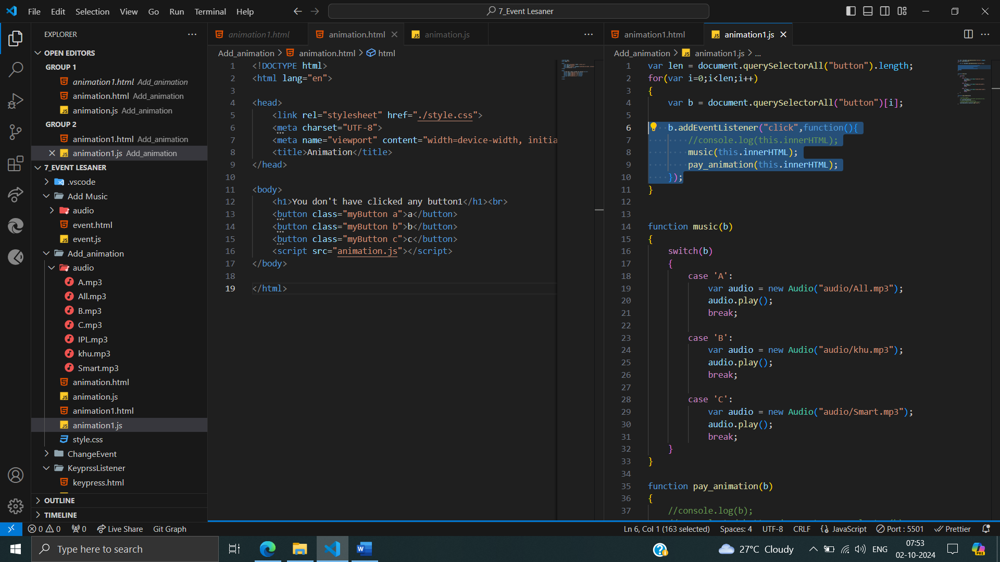 File Edit Selection View Go Run Terminal Help
7_Event Lesaner
EXPLORER
OPEN EDITORS
GROUP 1
animation1.html Add_animation
animation.html Add_animation
animation.js Add_animation
GROUP 2
animation1.html Add_animation
animation1.js Add_animation
7_EVENT LESANER
.vscode
Add Music
audio
event.html
event.js
Add_animation
audio
A.mp3
All.mp3
B.mp3
C.mp3
IPL.mp3
khu.mp3
Smart.mp3
animation.html
animation.js
animation1.html
animation1.js
style.css
ChangeEvent
KeyprssListener
keypress.html
OUTLINE
TIMELINE
animation1.html animation.html animation.js
Add_animation > animation.html > html
1 <!DOCTYPE html>
2 <html lang="en">
3
4 <head>
5 <link rel="stylesheet" href="./style.css">
6 <meta charset="UTF-8">
7 <meta name="viewport" content="width=device-width, initia
8 <title>Animation</title>
9 </head>
10
11 <body>
12 <h1>You don't have clicked any button1</h1><br>
13 <button class="myButton a">a</button>
14 <button class="myButton b">b</button>
15 <button class="myButton c">c</button>
16 <script src="animation.js"></script>
17 </body>
18
19 </html>
animation1.html animation1.js
Add_animation > animation1.js > ...
1 var len = document.querySelectorAll("button").length;
2 for(var i=0;i<len;i++)
3 {
4 var b = document.querySelectorAll("button")[i];
5
6 b.addEventListener("click",function(){
7 //console.log(this.innerHTML);
8 music(this.innerHTML);
9 pay_animation(this.innerHTML);
10 });
11 }
12
13
14 function music(b)
15 {
16 switch(b)
17 {
18 case 'A':
19 var audio = new Audio("audio/All.mp3");
20 audio.play();
21 break;
22
23 case 'B':
24 var audio = new Audio("audio/khu.mp3");
25 audio.play();
26 break;
27
28 case 'C':
29 var audio = new Audio("audio/Smart.mp3");
30 audio.play();
31 break;
32 }
33 }
34
35 function pay_animation(b)
36 {
37 //console.log(b);
0 0 0 Live Share Git Graph
Ln 6, Col 1 (163 selected) Spaces: 4 UTF-8 CRLF {} JavaScript Port : 5501 Prettier
Type here to search
27°C Cloudy ENG
07:53
02-10-2024
PRE